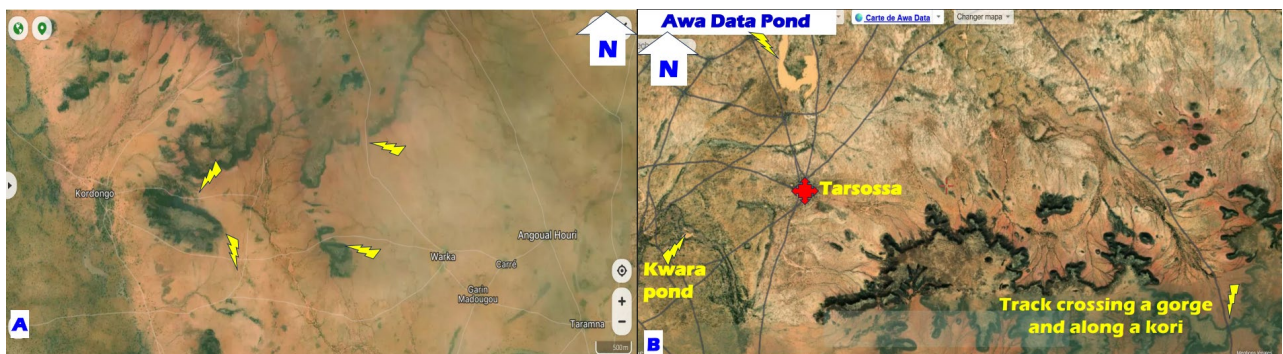 N
Kordongo
Angoual Houri
Warka
Carré
Garin
Madougou
Taramna
+
−
500m
A
Awa Data Pond
Carte de Awa Data
Changer mapa
N
Tarsossa
Kwara
pond
Track crossing a gorge
and along a kori
B